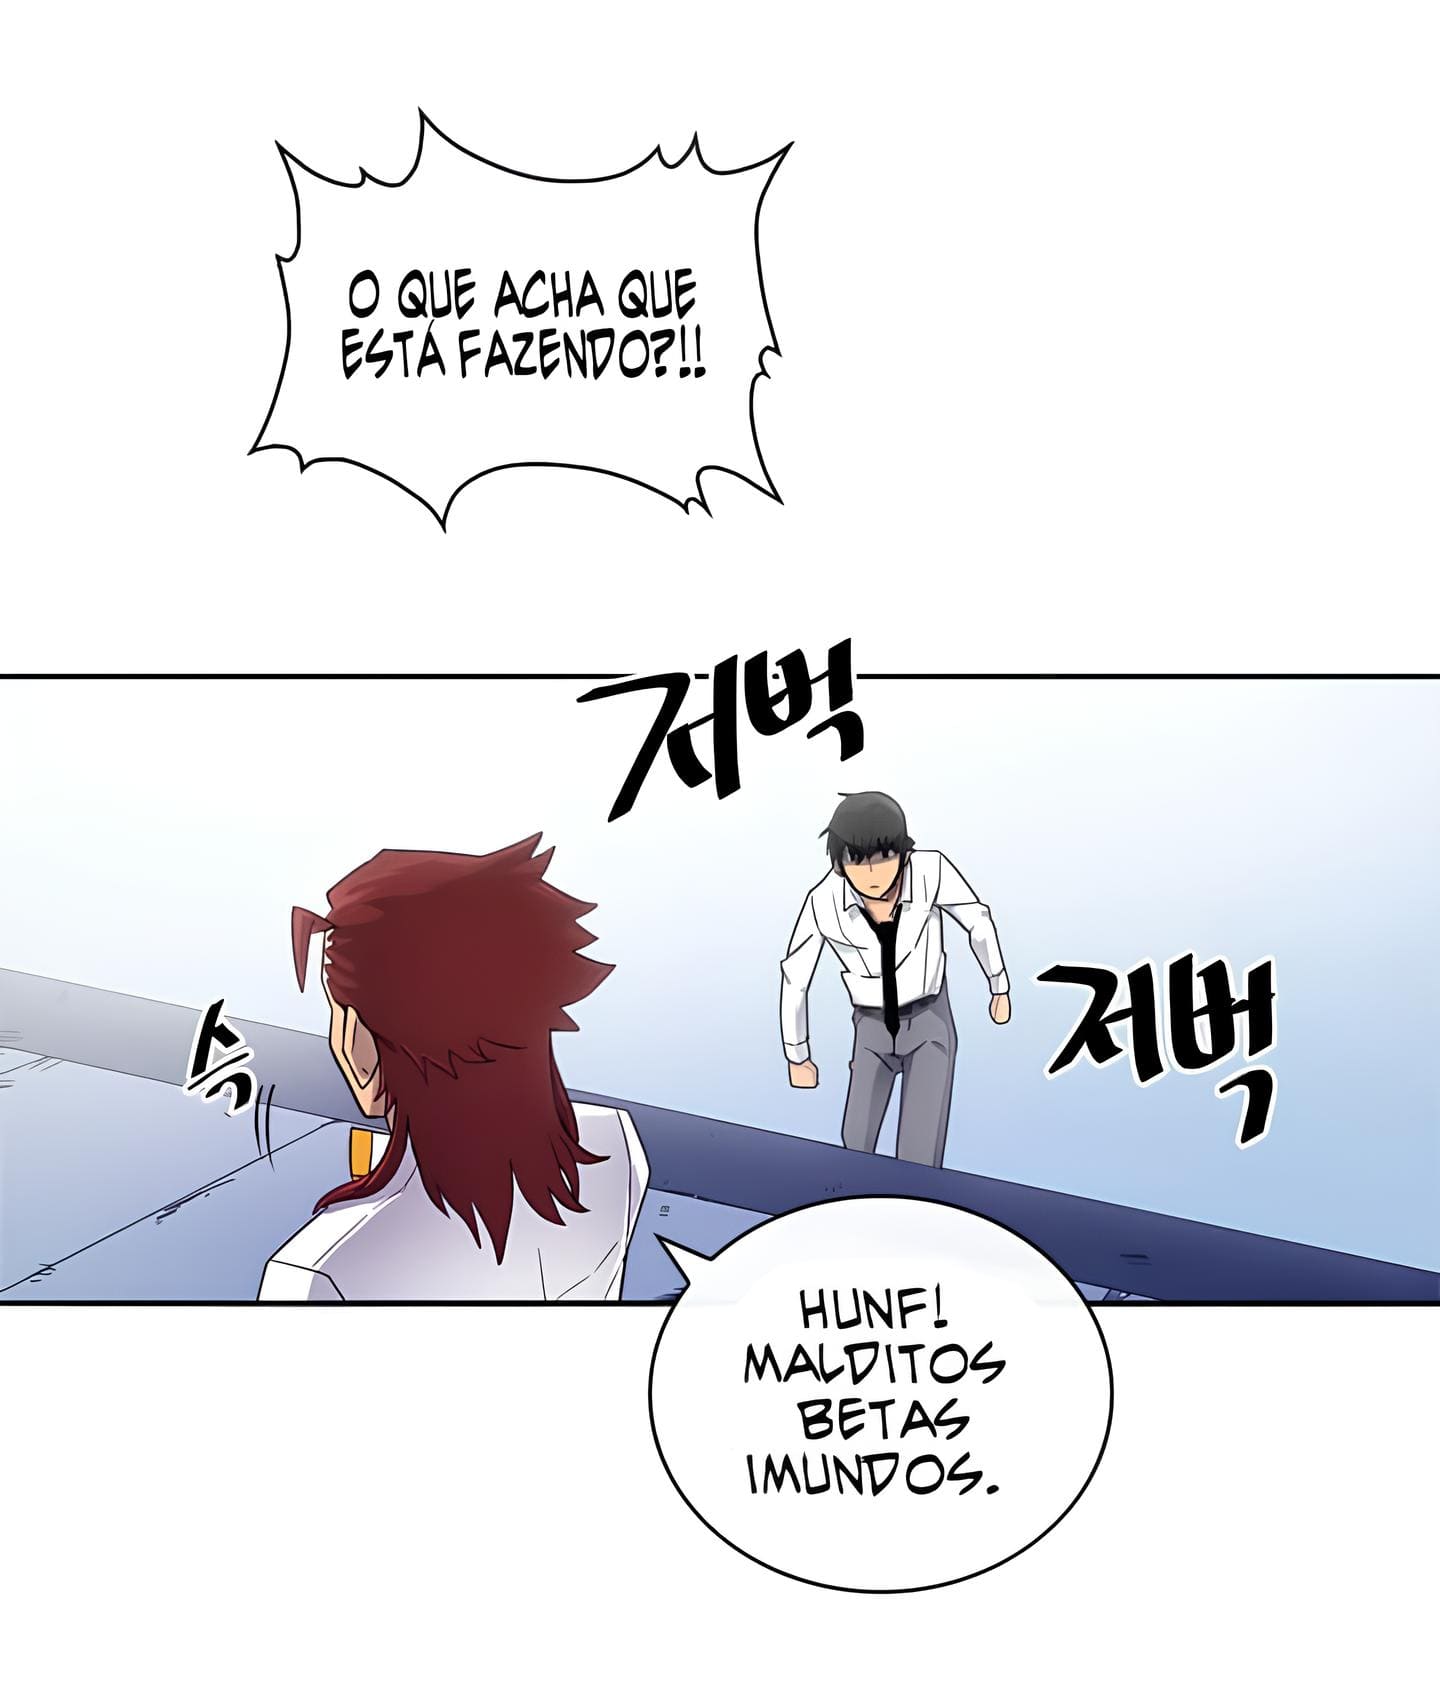 O QUE ACHA QUE
ESTÁ FAZENDO?!!
저벅
저벅
슥
HUNF!
MALDITOS
BETAS
IMUNDOS.